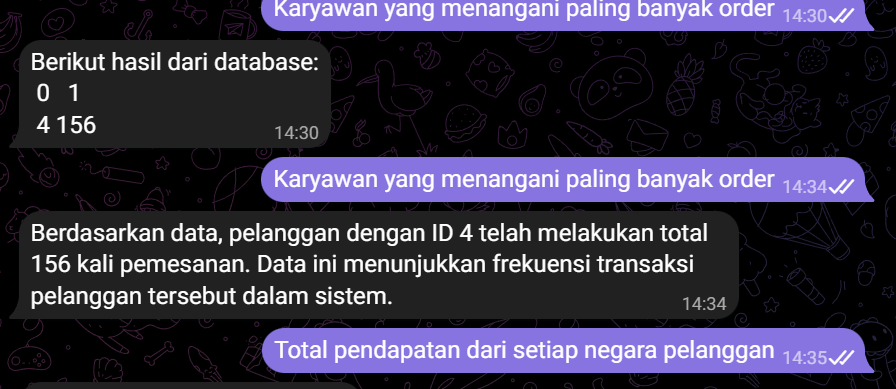 Karyawan yang menangani paling banyak order 14:30
Berikut hasil dari database:
0 1
4 156
14:30
Karyawan yang menangani paling banyak order 14:34
Berdasarkan data, pelanggan dengan ID 4 telah melakukan total
156 kali pemesanan. Data ini menunjukkan frekuensi transaksi
pelanggan tersebut dalam sistem.
14:34
Total pendapatan dari setiap negara pelanggan 14:35